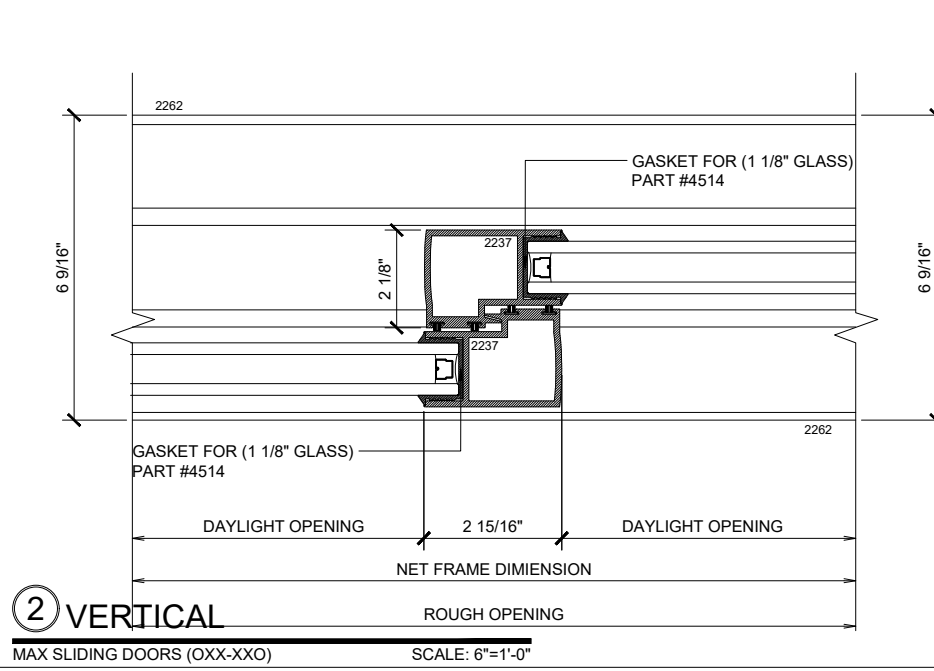 2262
GASKET FOR (1 1/8" GLASS)
PART #4514
6 9/16"
2 1/8"
2237
6 9/16"
2237
2262
GASKET FOR (1 1/8" GLASS)
PART #4514
DAYLIGHT OPENING
2 15/16"
DAYLIGHT OPENING
NET FRAME DIMIENSION
ROUGH OPENING
2 VERTICAL
MAX SLIDING DOORS (OXX-XXO)
SCALE: 6"=1'-0"